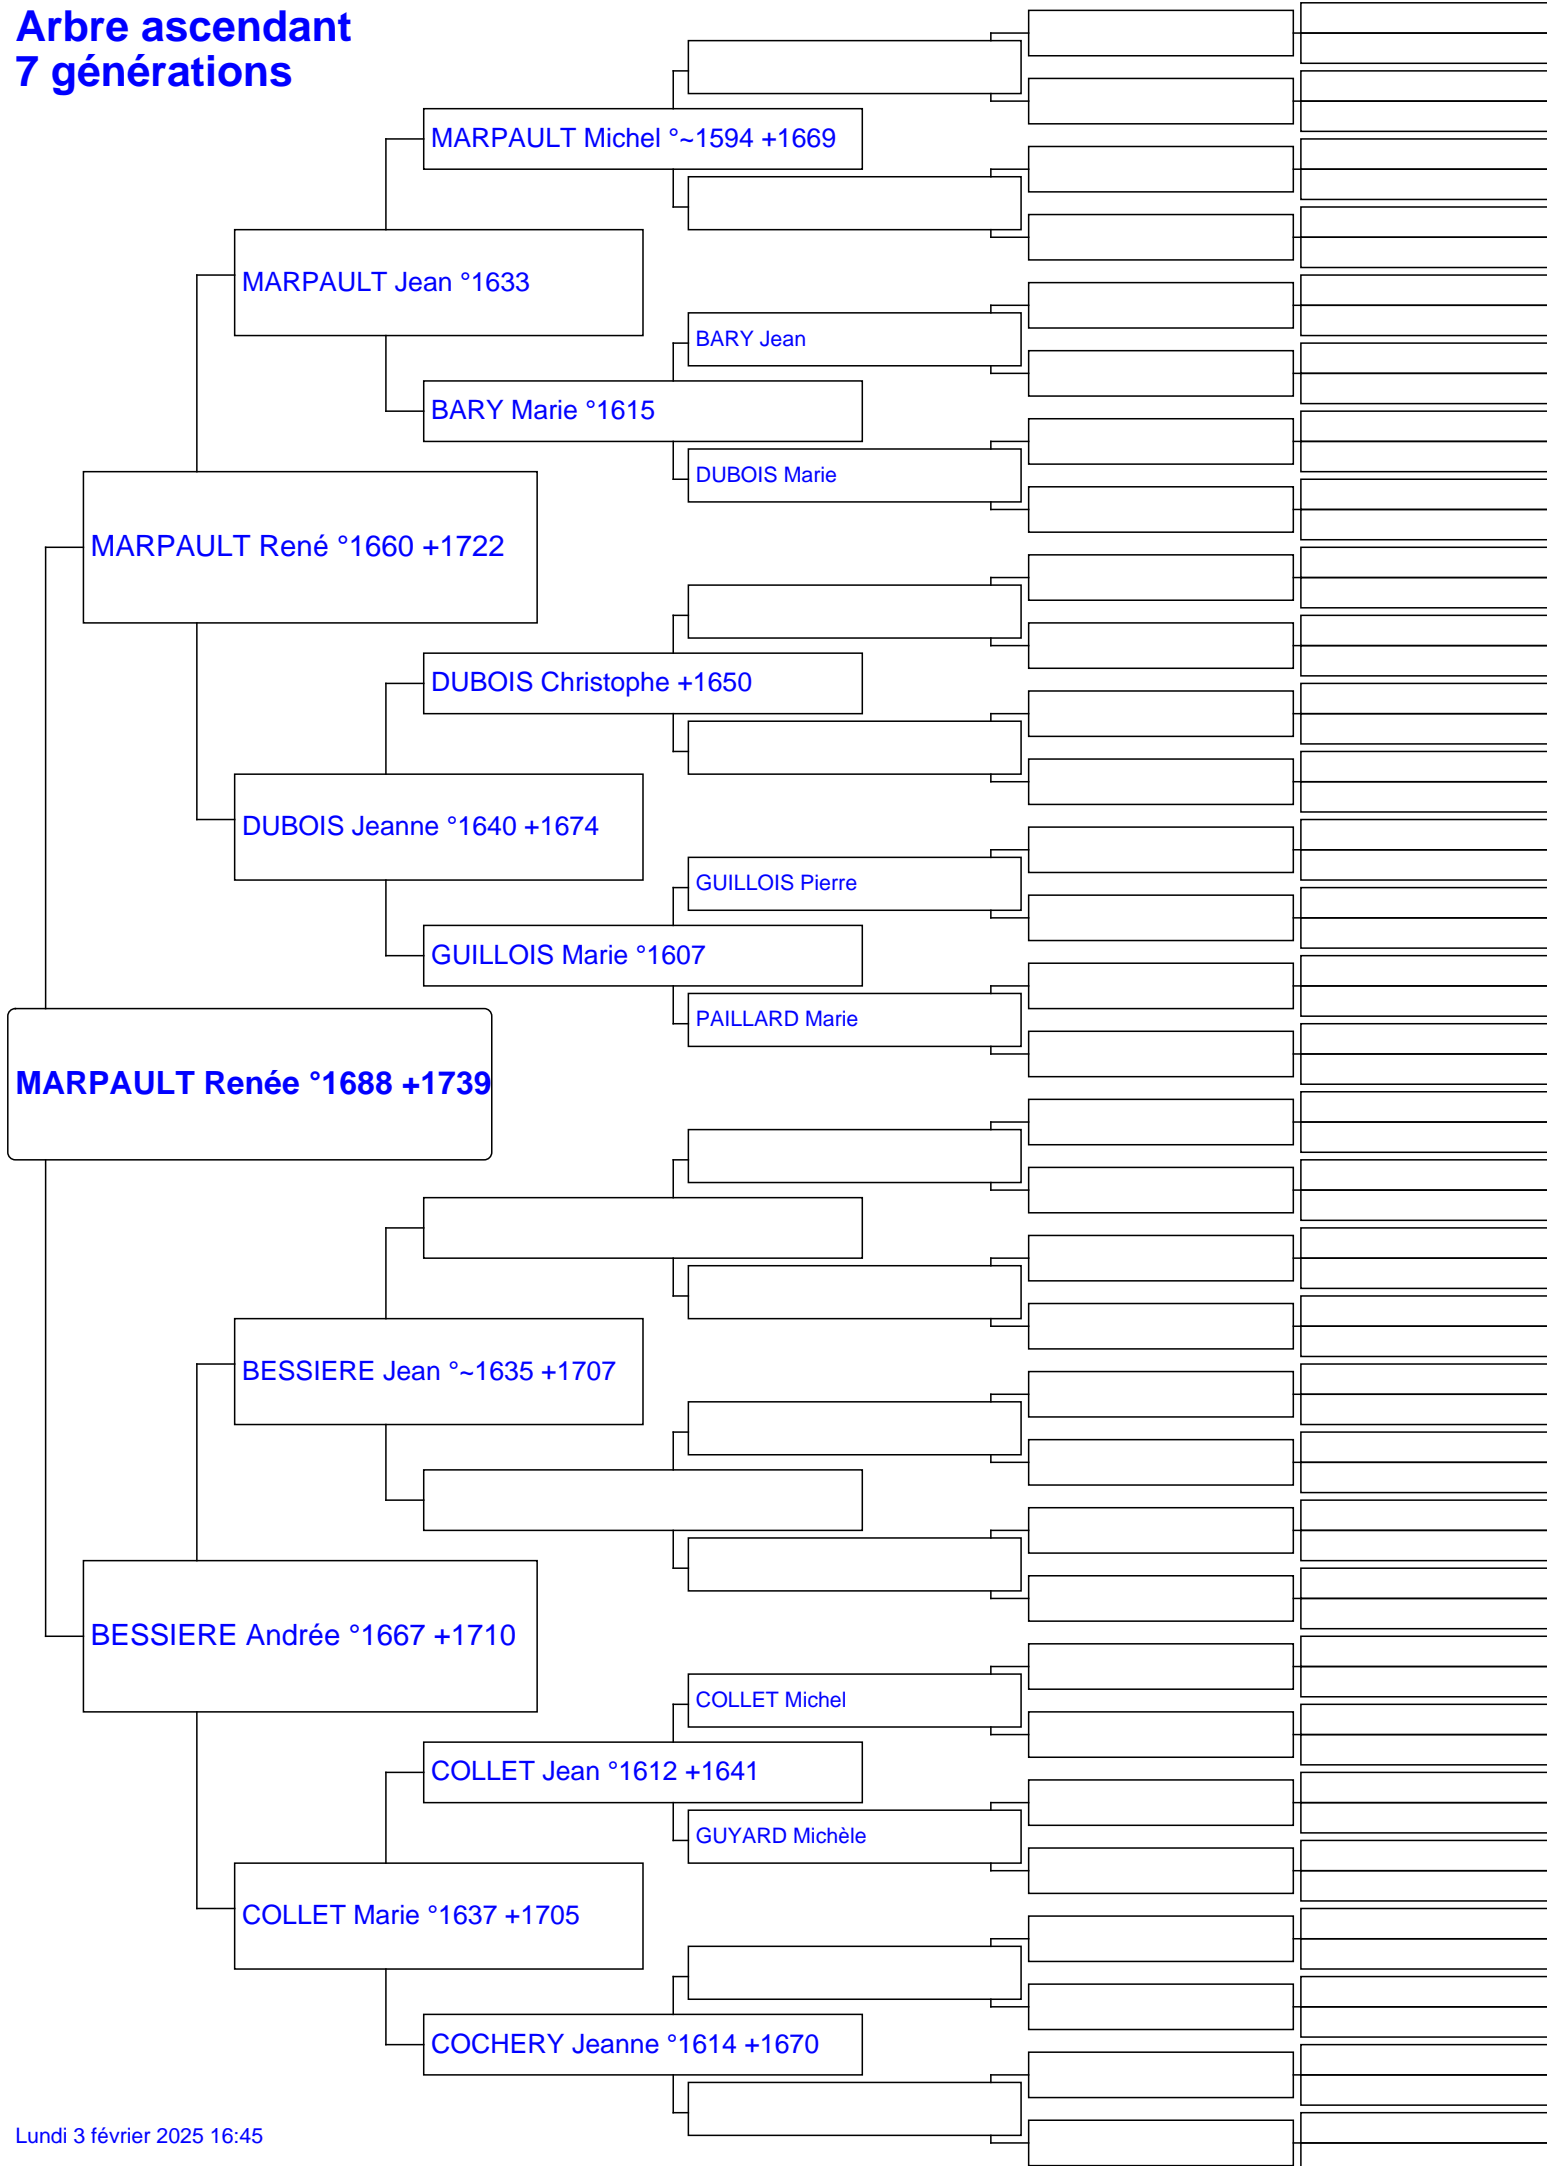 Arbre ascendant
7 générations
MARPAULT Michel °~1594 +1669
MARPAULT Jean °1633
BARY Jean
BARY Marie °1615
DUBOIS Marie
MARPAULT René °1660 +1722
DUBOIS Christophe +1650
DUBOIS Jeanne °1640 +1674
GUILLOIS Pierre
GUILLOIS Marie °1607
PAILLARD Marie
MARPAULT Renée °1688 +1739
BESSIERE Jean °~1635 +1707
BESSIERE Andrée °1667 +1710
COLLET Michel
COLLET Jean °1612 +1641
GUYARD Michèle
COLLET Marie °1637 +1705
COCHERY Jeanne °1614 +1670
Lundi 3 février 2025 16:45